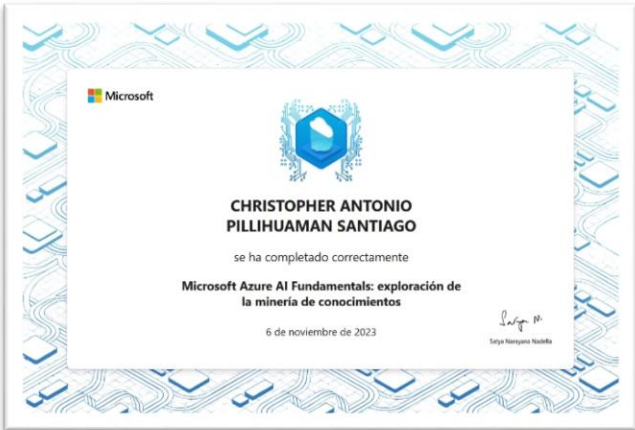 Microsoft
CHRISTOPHER ANTONIO
PILLIHUAMAN SANTIAGO
se ha completado correctamente
Microsoft Azure AI Fundamentals: exploración de
la minería de conocimientos
6 de noviembre de 2023
Satya N.
Satya Narayana Nadella